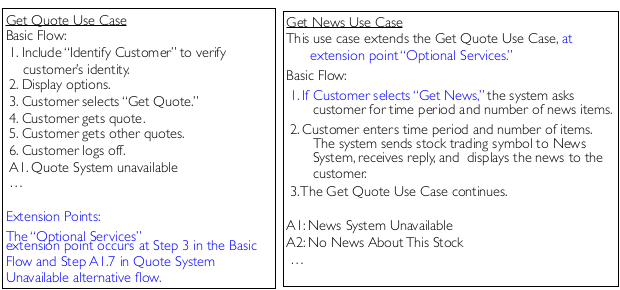 Get Quote Use Case
Basic Flow:
1. Include “Identify Customer” to verify
customer's identity.
2. Display options.
3. Customer selects “Get Quote.”
4. Customer gets quote.
5. Customer gets other quotes.
6. Customer logs off.
A1. Quote System unavailable
…
Extension Points:
The “Optional Services”
extension point occurs at Step 3 in the Basic
Flow and Step A1.7 in Quote System
Unavailable alternative flow.
Get News Use Case
This use case extends the Get Quote Use Case, at
extension point “Optional Services.”
Basic Flow:
1. If Customer selects “Get News,” the system asks
customer for time period and number of news items.
2. Customer enters time period and number of items.
The system sends stock trading symbol to News
System, receives reply, and displays the news to the
customer.
3.The Get Quote Use Case continues.
A1: News System Unavailable
A2: No News About This Stock
…